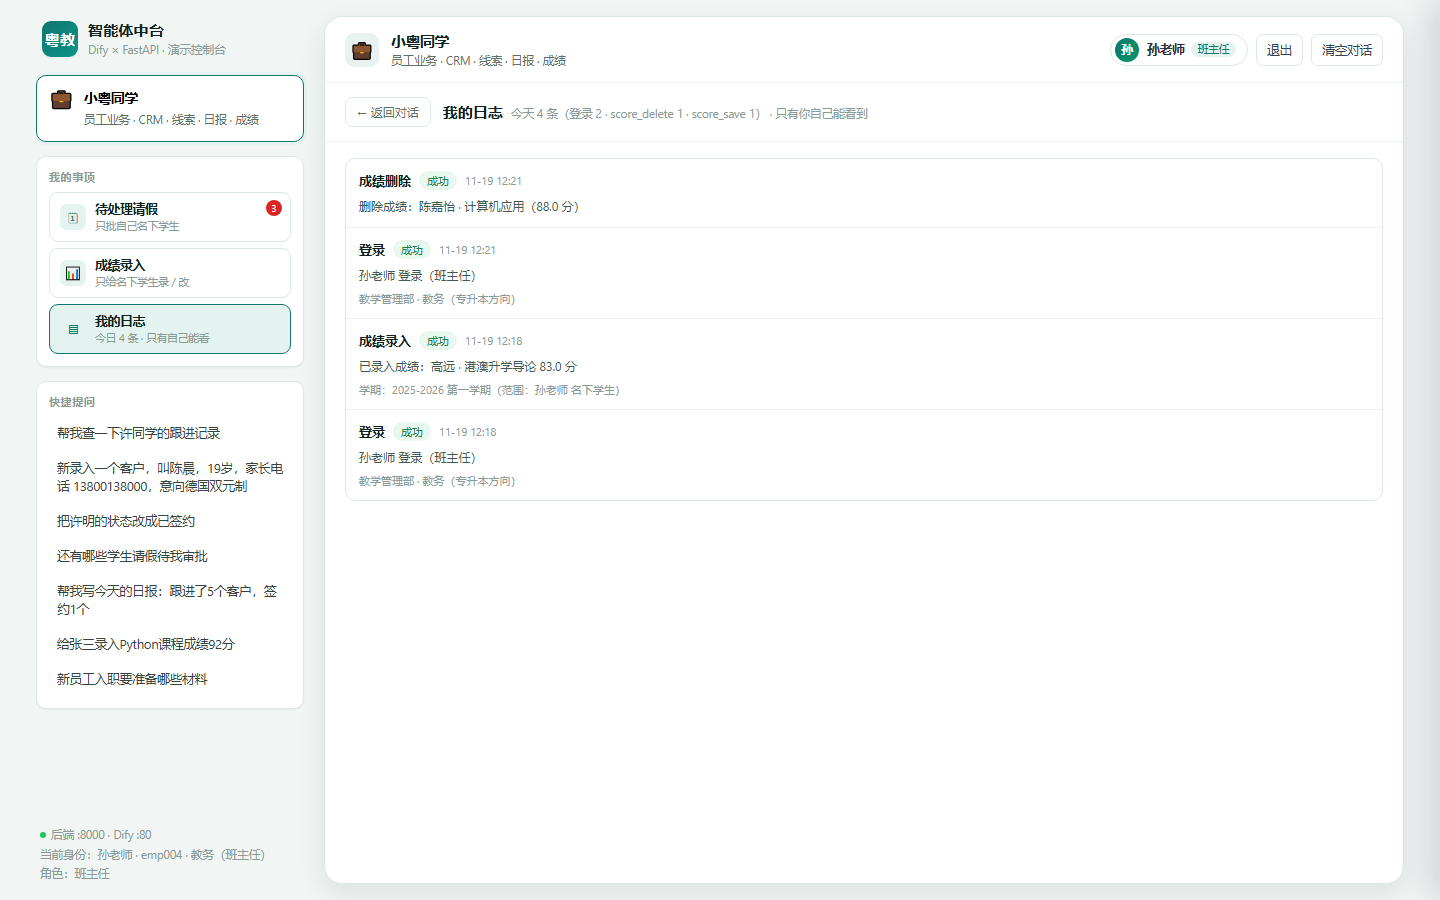 粤教
智能体中台
Dify × FastAPI · 演示控制台
小粤同学
员工业务 · CRM · 线索 · 日报 · 成绩
我的事项
待处理请假
只批自己名下学生
3
成绩录入
只给名下学生录 / 改
我的日志
今日 4 条 · 只有自己能看
快捷提问
帮我查一下许同学的跟进记录
新录入一个客户，叫陈晨，19岁，家长电
话 13800138000，意向德国双元制
把许明的状态改成已签约
还有哪些学生请假待我审批
帮我写今天的日报：跟进了5个客户，签
约1个
给张三录入Python课程成绩92分
新员工入职要准备哪些材料
后端 :8000 · Dify :80
当前身份：孙老师 · emp004 · 教务（班主任）
角色：班主任
小粤同学
员工业务 · CRM · 线索 · 日报 · 成绩
孙 孙老师 班主任
退出
清空对话
← 返回对话
我的日志 今天 4 条（登录 2 · score_delete 1 · score_save 1） · 只有你自己能看到
成绩删除 成功 11-19 12:21
删除成绩：陈嘉怡 · 计算机应用（88.0 分）
登录 成功 11-19 12:21
孙老师 登录（班主任）
教学管理部 · 教务（专升本方向）
成绩录入 成功 11-19 12:18
已录入成绩：高远 · 港澳升学导论 83.0 分
学期：2025-2026 第一学期（范围：孙老师 名下学生）
登录 成功 11-19 12:18
孙老师 登录（班主任）
教学管理部 · 教务（专升本方向）